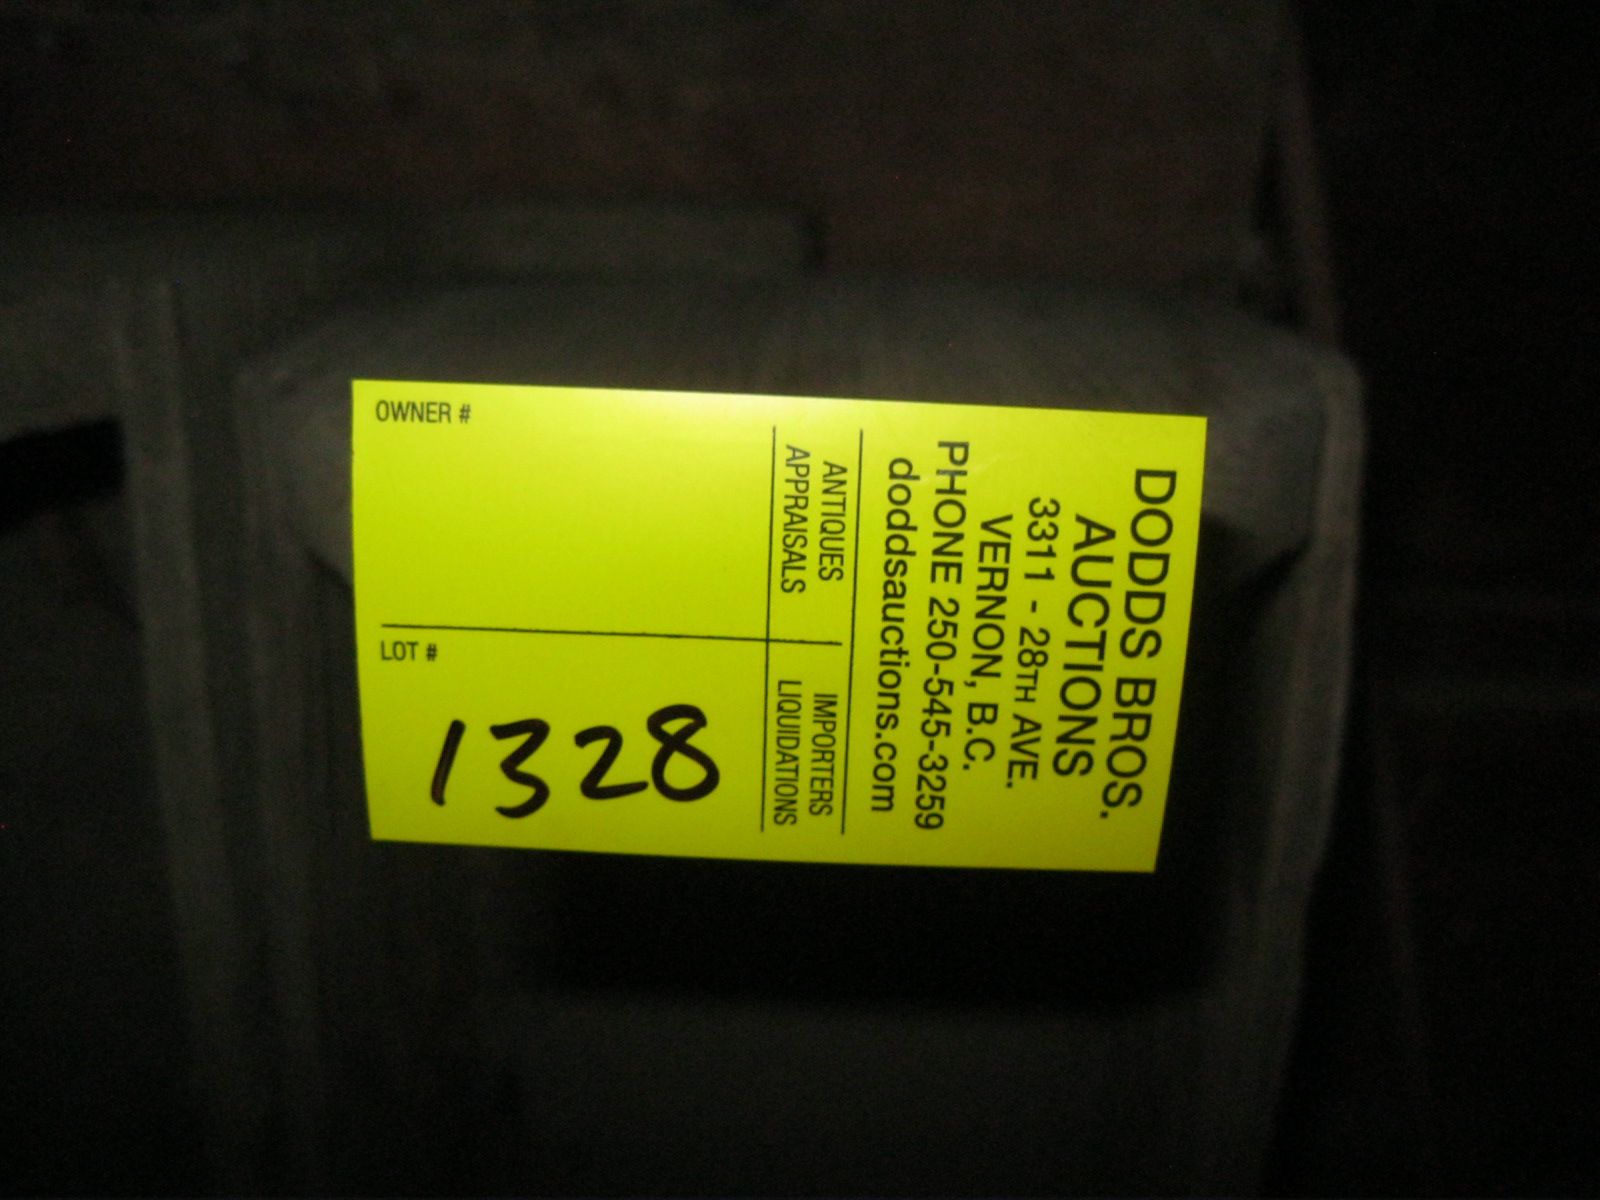 DODDS BROS.
AUCTIONS
3311 - 28TH AVE.
VERNON, B.C.
PHONE 250-545-3259
doddsauctions.com
ANTIQUES
APPRAISALS
IMPORTERS
LIQUIDATIONS
OWNER #
LOT #
1328